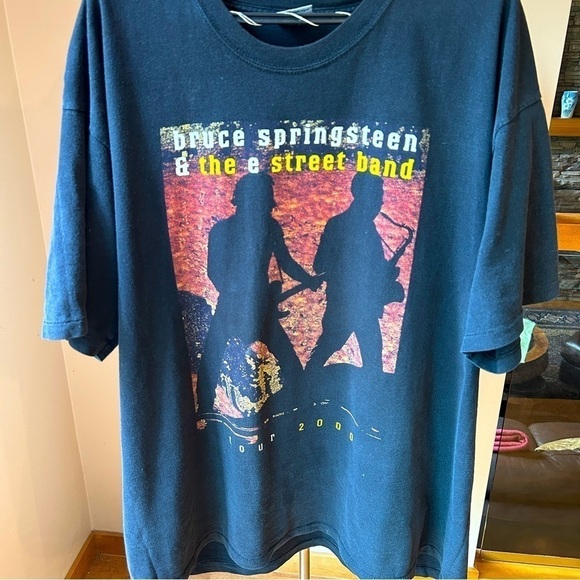 bruce springsteen
& the e street band
tour 2000